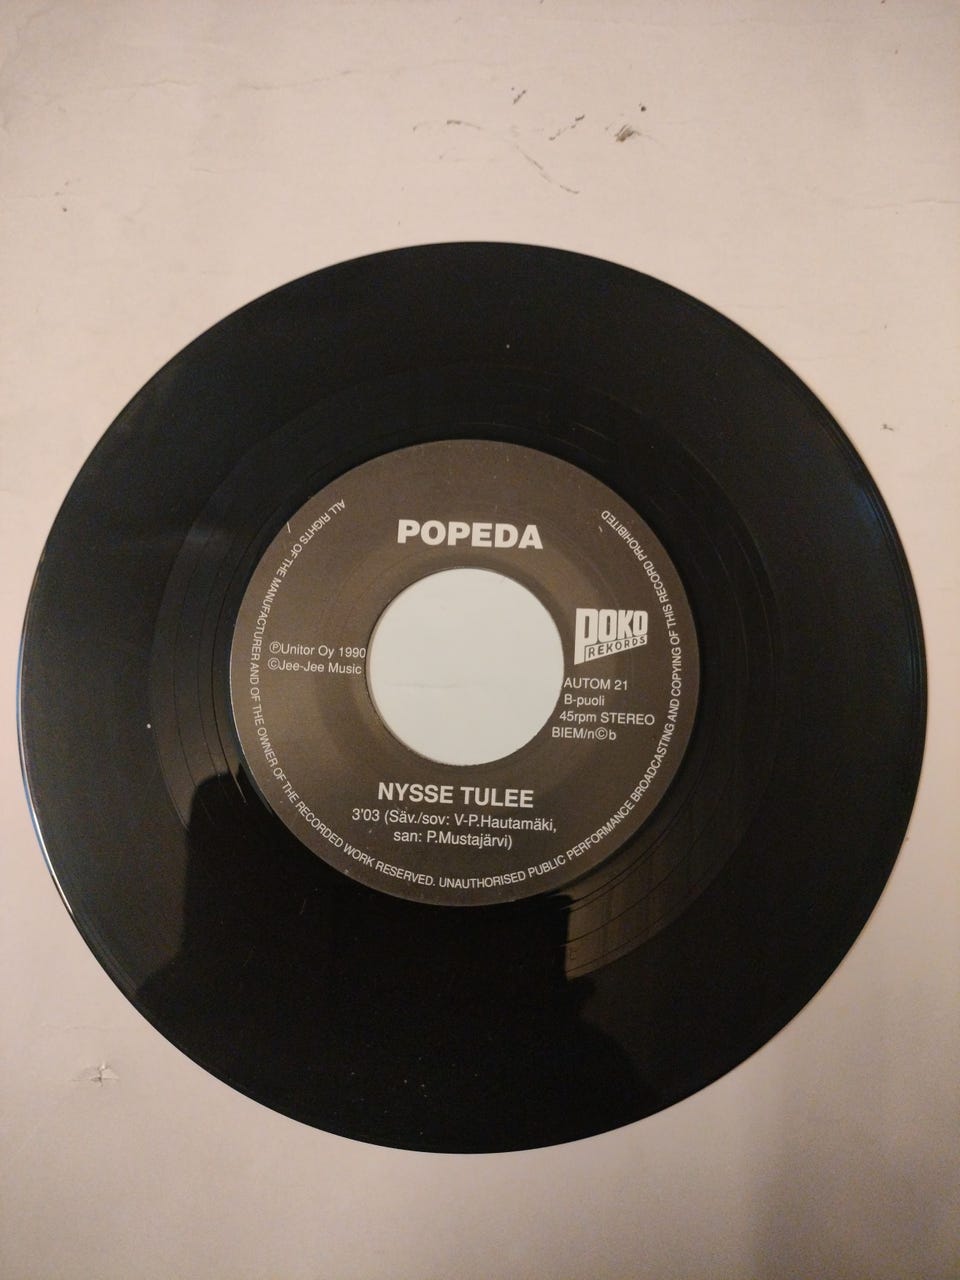 POPEDA
ⓅUnitor Oy 1990
©Jee-Jee Music
POKO
REKORDS
AUTOM 21
B-puoli
45rpm STEREO
BIEM/n©b
NYSSE TULEE
3'03 (Säv./sov: V-P.Hautamäki,
san: P.Mustajärvi)
ALL RIGHTS OF THE MANUFACTURER AND OF THE OWNER OF THE RECORDED WORK RESERVED. UNAUTHORISED PUBLIC PERFORMANCE BROADCASTING AND COPYING OF THIS RECORD PROHIBITED